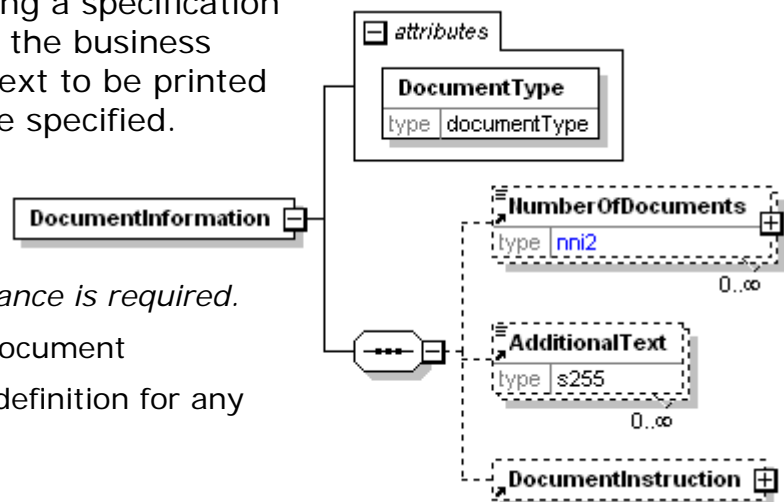 ng a specification
the business
ext to be printed
e specified.
attributes
DocumentType
type documentType
DocumentInformation
NumberOfDocuments
type nni2
0..∞
ance is required.
ocument
definition for any
AdditionalText
type s255
0..∞
DocumentInstruction